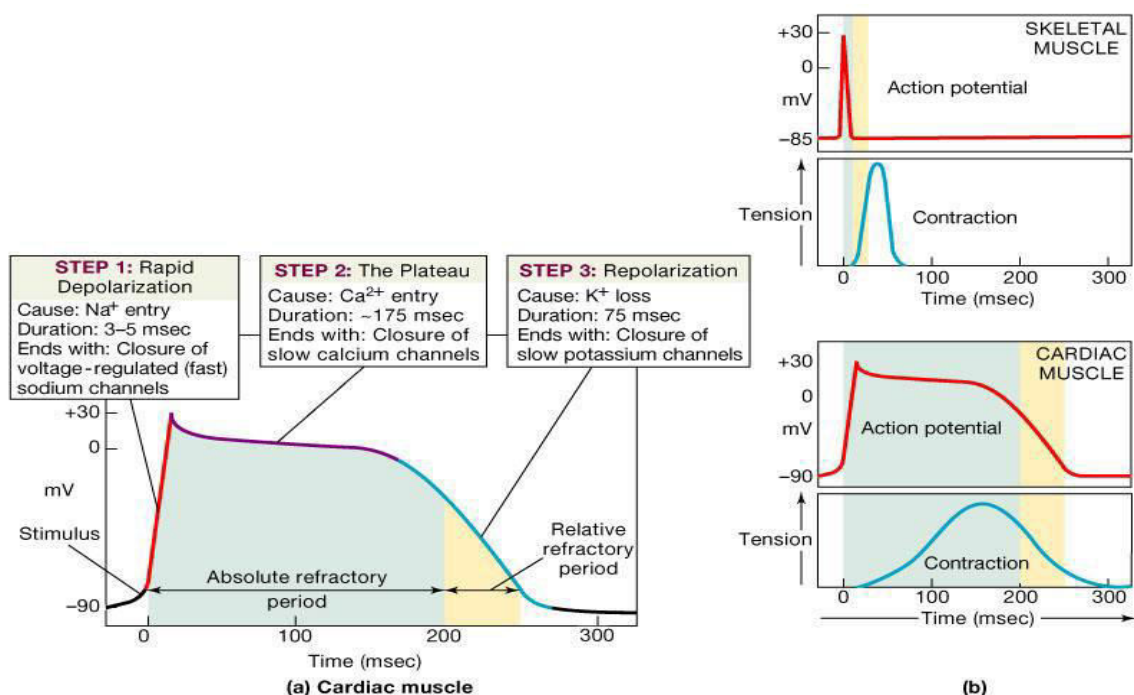 STEP 1: Rapid
Depolarization
Cause: Na⁺ entry
Duration: 3–5 msec
Ends with: Closure of
voltage-regulated (fast)
sodium channels
STEP 2: The Plateau
Cause: Ca²⁺ entry
Duration: ~175 msec
Ends with: Closure of
slow calcium channels
STEP 3: Repolarization
Cause: K⁺ loss
Duration: 75 msec
Ends with: Closure of
slow potassium channels
+30
0
mV
Stimulus
−90
Absolute refractory
period
Relative
refractory
period
0
100
200
300
Time (msec)
(a) Cardiac muscle
+30
0
mV
−85
SKELETAL
MUSCLE
Action potential
Tension
Contraction
0
100
200
300
Time (msec)
+30
0
mV
−90
CARDIAC
MUSCLE
Action potential
Tension
Contraction
0
100
200
300
Time (msec)
(b)